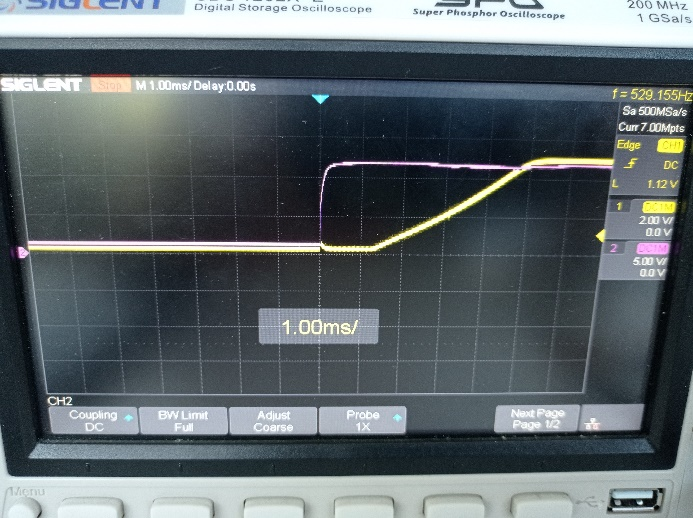 SIGLENT
Digital Storage Oscilloscope
Super Phosphor Oscilloscope
200 MHz
1 GSa/s
SIGLENT Stop M 1.00ms/ Delay:0.00s
f = 529.155Hz
Sa 500MSa/s
Curr 7.00Mpts
Edge CH1
DC
L 1.12 V
1 DC1M
2.00 V/
0.0 V
2 DC1M
5.00 V/
0.0 V
1.00ms/
CH2
Coupling
DC
BW Limit
Full
Adjust
Coarse
Probe
1X
Next Page
Page 1/2
Menu